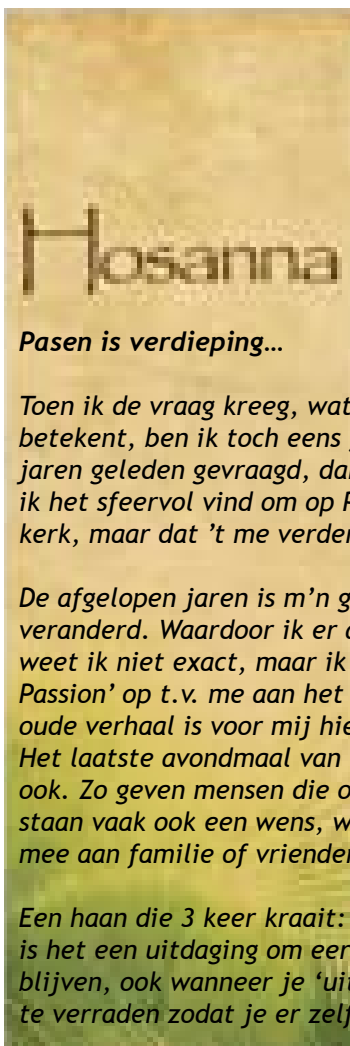 Hosanna
Pasen is verdieping…
Toen ik de vraag kreeg, wat
betekent, ben ik toch eens
jaren geleden gevraagd, da
ik het sfeervol vind om op P
kerk, maar dat ’t me verder
De afgelopen jaren is m’n g
veranderd. Waardoor ik er
weet ik niet exact, maar ik
Passion’ op t.v. me aan het
oude verhaal is voor mij hie
Het laatste avondmaal van
ook. Zo geven mensen die o
staan vaak ook een wens, w
mee aan familie of vrienden
Een haan die 3 keer kraait:
is het een uitdaging om eer
blijven, ook wanneer je ‘uit
te verraden zodat je er zelf